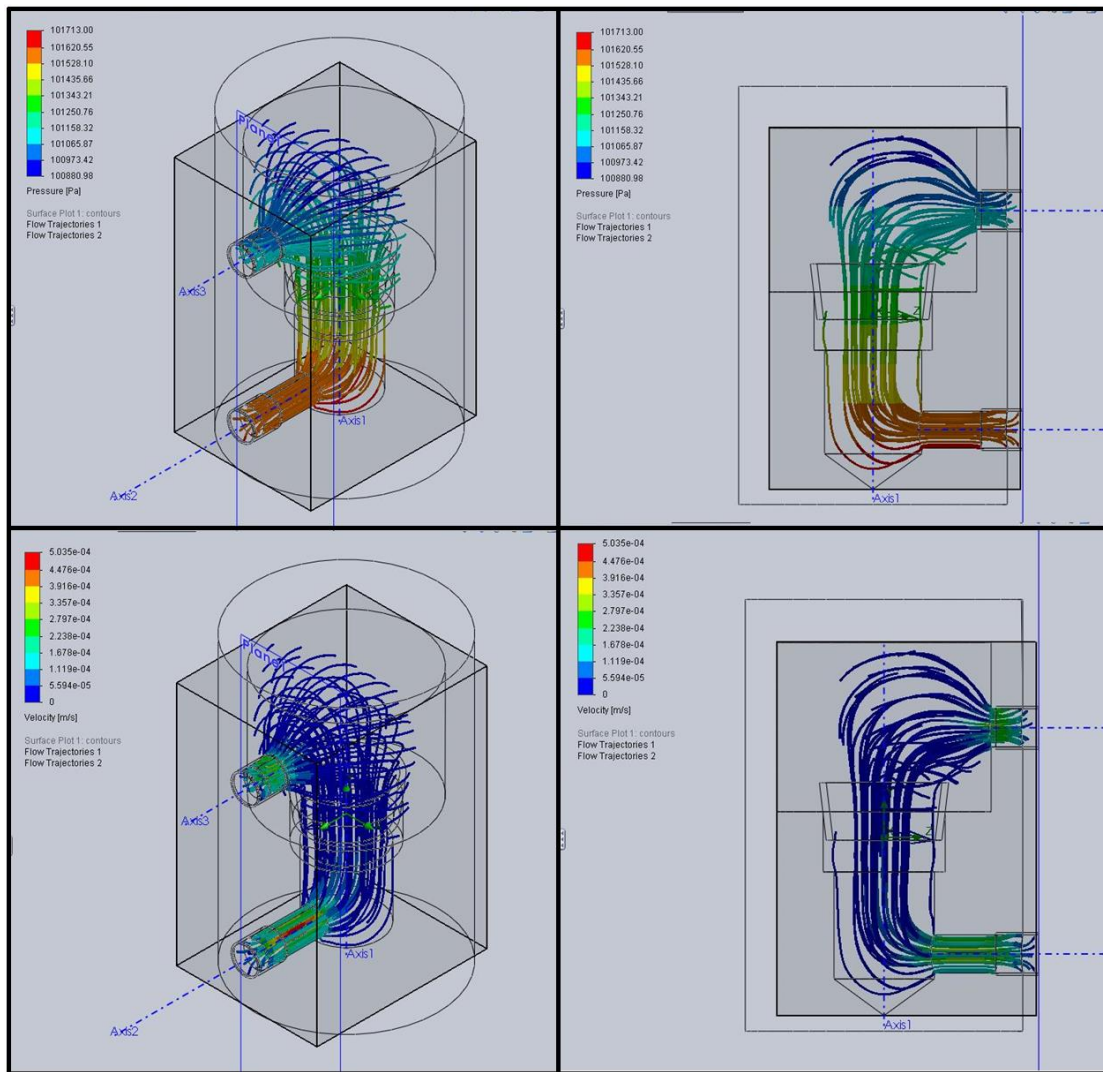 101713.00
101620.55
101528.10
101435.66
101343.21
101250.76
101158.32
101065.87
100973.42
100880.98
Pressure [Pa]
Surface Plot 1: contours
Flow Trajectories 1
Flow Trajectories 2
Plane1
Axis3
Axis1
Axis2
101713.00
101620.55
101528.10
101435.66
101343.21
101250.76
101158.32
101065.87
100973.42
100880.98
Pressure [Pa]
Surface Plot 1: contours
Flow Trajectories 1
Flow Trajectories 2
Z
Axis1
5.035e-04
4.476e-04
3.916e-04
3.357e-04
2.797e-04
2.238e-04
1.678e-04
1.119e-04
5.594e-05
0
Velocity [m/s]
Surface Plot 1: contours
Flow Trajectories 1
Flow Trajectories 2
Plane1
Axis3
Axis1
Axis2
5.035e-04
4.476e-04
3.916e-04
3.357e-04
2.797e-04
2.238e-04
1.678e-04
1.119e-04
5.594e-05
0
Velocity [m/s]
Surface Plot 1: contours
Flow Trajectories 1
Flow Trajectories 2
Z
Axis1